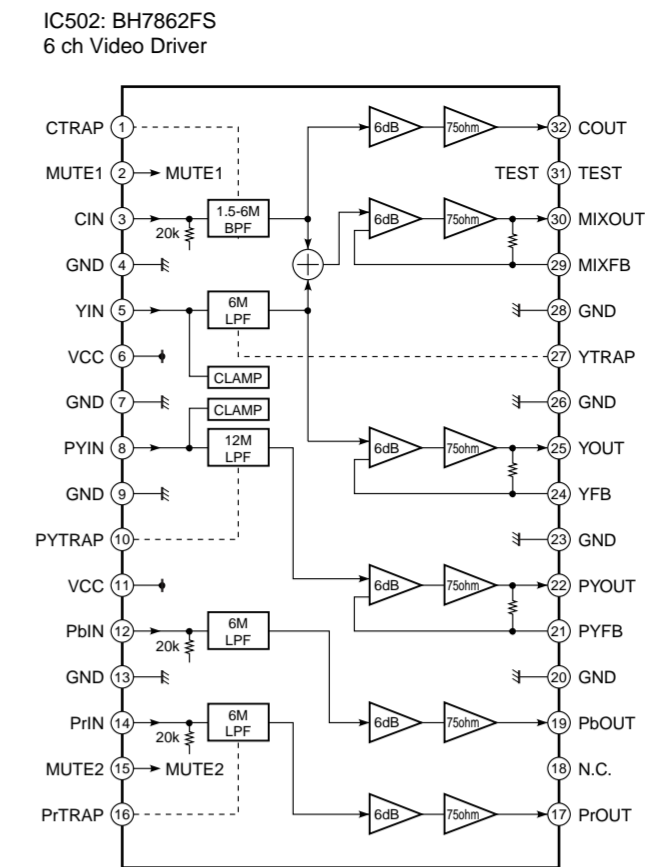 IC502: BH7862FS
6 ch Video Driver
CTRAP 1 6dB 75ohm 32 COUT
MUTE1 2 MUTE1 TEST 31 TEST
CIN 3 20k 1.5-6M BPF 6dB 75ohm 30 MIXOUT
GND 4 29 MIXFB
YIN 5 6M LPF 28 GND
VCC 6 27 YTRAP
CLAMP
GND 7 26 GND
CLAMP
PYIN 8 12M LPF 6dB 75ohm 25 YOUT
GND 9 24 YFB
PYTRAP 10 23 GND
VCC 11 6dB 75ohm 22 PYOUT
PbIN 12 20k 6M LPF 21 PYFB
GND 13 20 GND
PrIN 14 20k 6M LPF 6dB 75ohm 19 PbOUT
MUTE2 15 MUTE2 18 N.C.
PrTRAP 16 6dB 75ohm 17 PrOUT